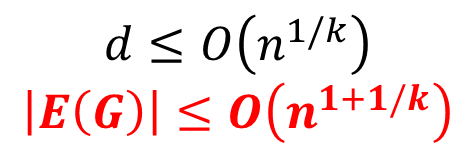 d ≤ O(n^{1/k})
|E(G)| ≤ O(n^{1+1/k})